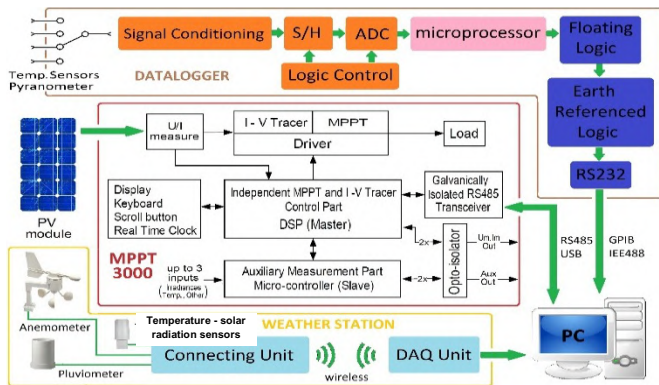 Signal Conditioning
S/H
ADC
microprocessor
Floating
Logic
Temp. Sensors
Pyranometer
DATALOGGER
Logic Control
Earth
Referenced
Logic
RS232
PV
module
U/I
measure
I - V Tracer
MPPT
Driver
Load
Display
Keyboard
Scroll button
Real Time Clock
Independent MPPT and I -V Tracer
Control Part
DSP (Master)
Galvanically
Isolated RS485
Transceiver
MPPT
3000
up to 3
inputs
(Irradiances
Temp., Other)
Auxiliary Measurement Part
Micro-controller (Slave)
2x
2x
Opto-isolator
Un.Im
Out
Aux
Out
RS485
USB
GPIB
IEE488
Anemometer
Pluviometer
Temperature - solar
radiation sensors
WEATHER STATION
Connecting Unit
wireless
DAQ Unit
PC